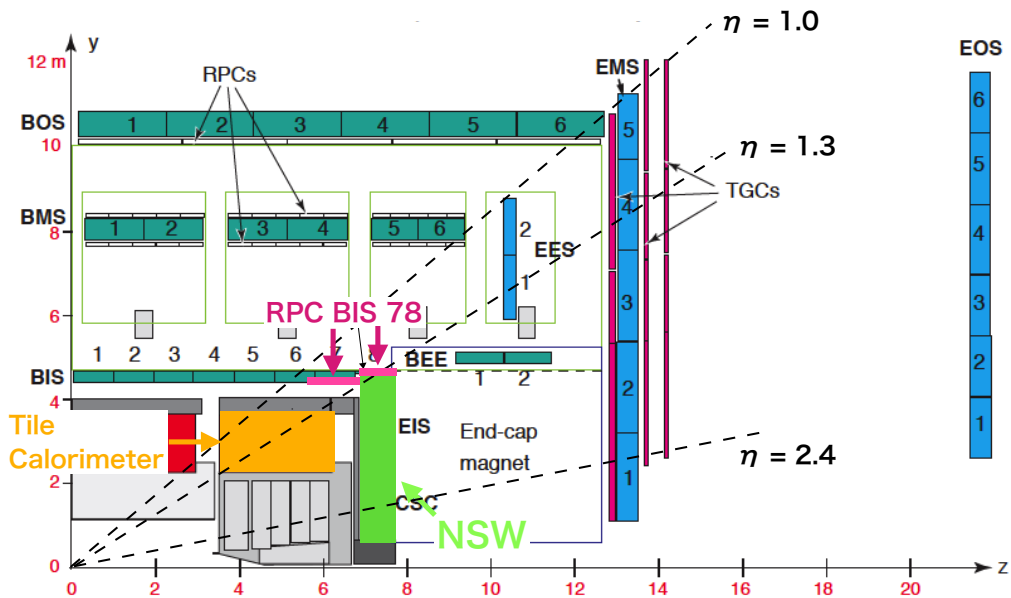 η = 1.0
y
12 m
RPCs
EMS
EOS
BOS
1 2 3 4 5 6
10
5
6
η = 1.3
5
TGCs
BMS
8
1 2 3 4 5 6
2
EES
4
4
1
6
RPC BIS 78
3
3
1 2 3 4 5 6 7 8
BEE
2
BIS
1 2
2
4
1
Tile
Calorimeter
EIS
End-cap
magnet
η = 2.4
2
1
CSC
NSW
0
z
0 2 4 6 8 10 12 14 16 18 20